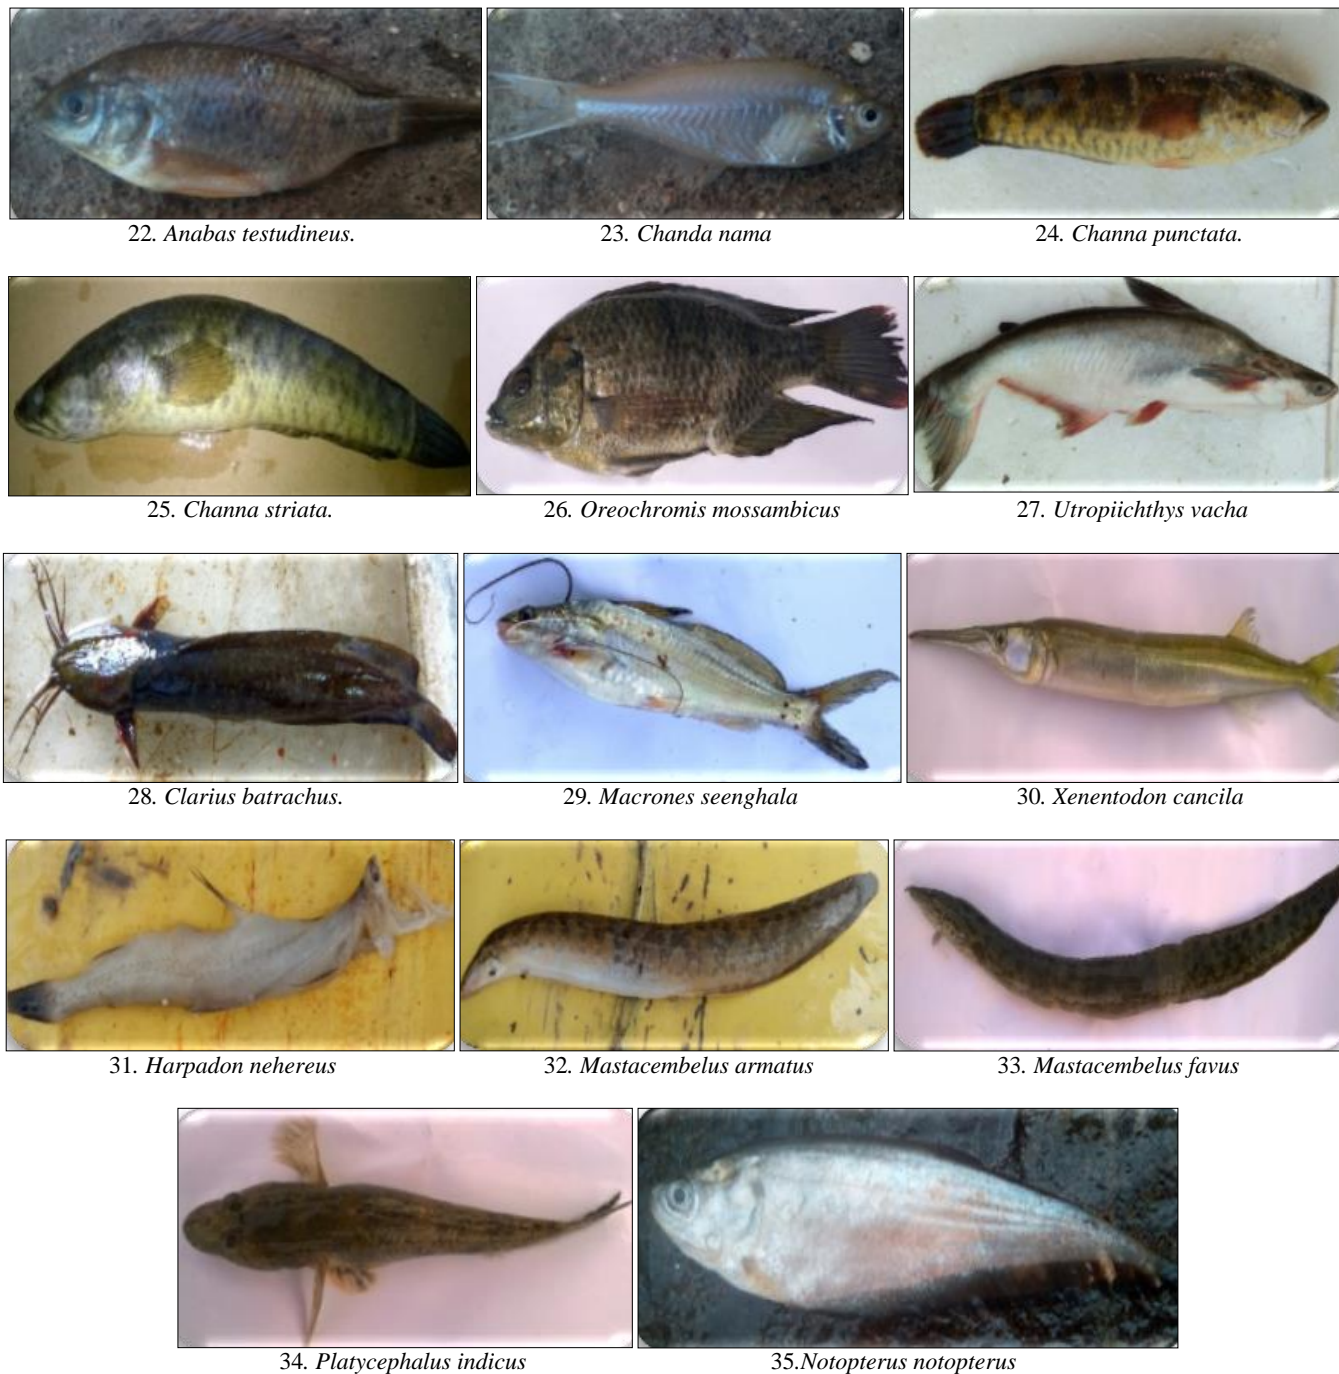 22. Anabas testudineus.
23. Chanda nama
24. Channa punctata.
25. Channa striata.
26. Oreochromis mossambicus
27. Utropiichthys vacha
28. Clarius batrachus.
29. Macrones seenghala
30. Xenentodon cancila
31. Harpadon nehereus
32. Mastacembelus armatus
33. Mastacembelus favus
34. Platycephalus indicus
35.Notopterus notopterus